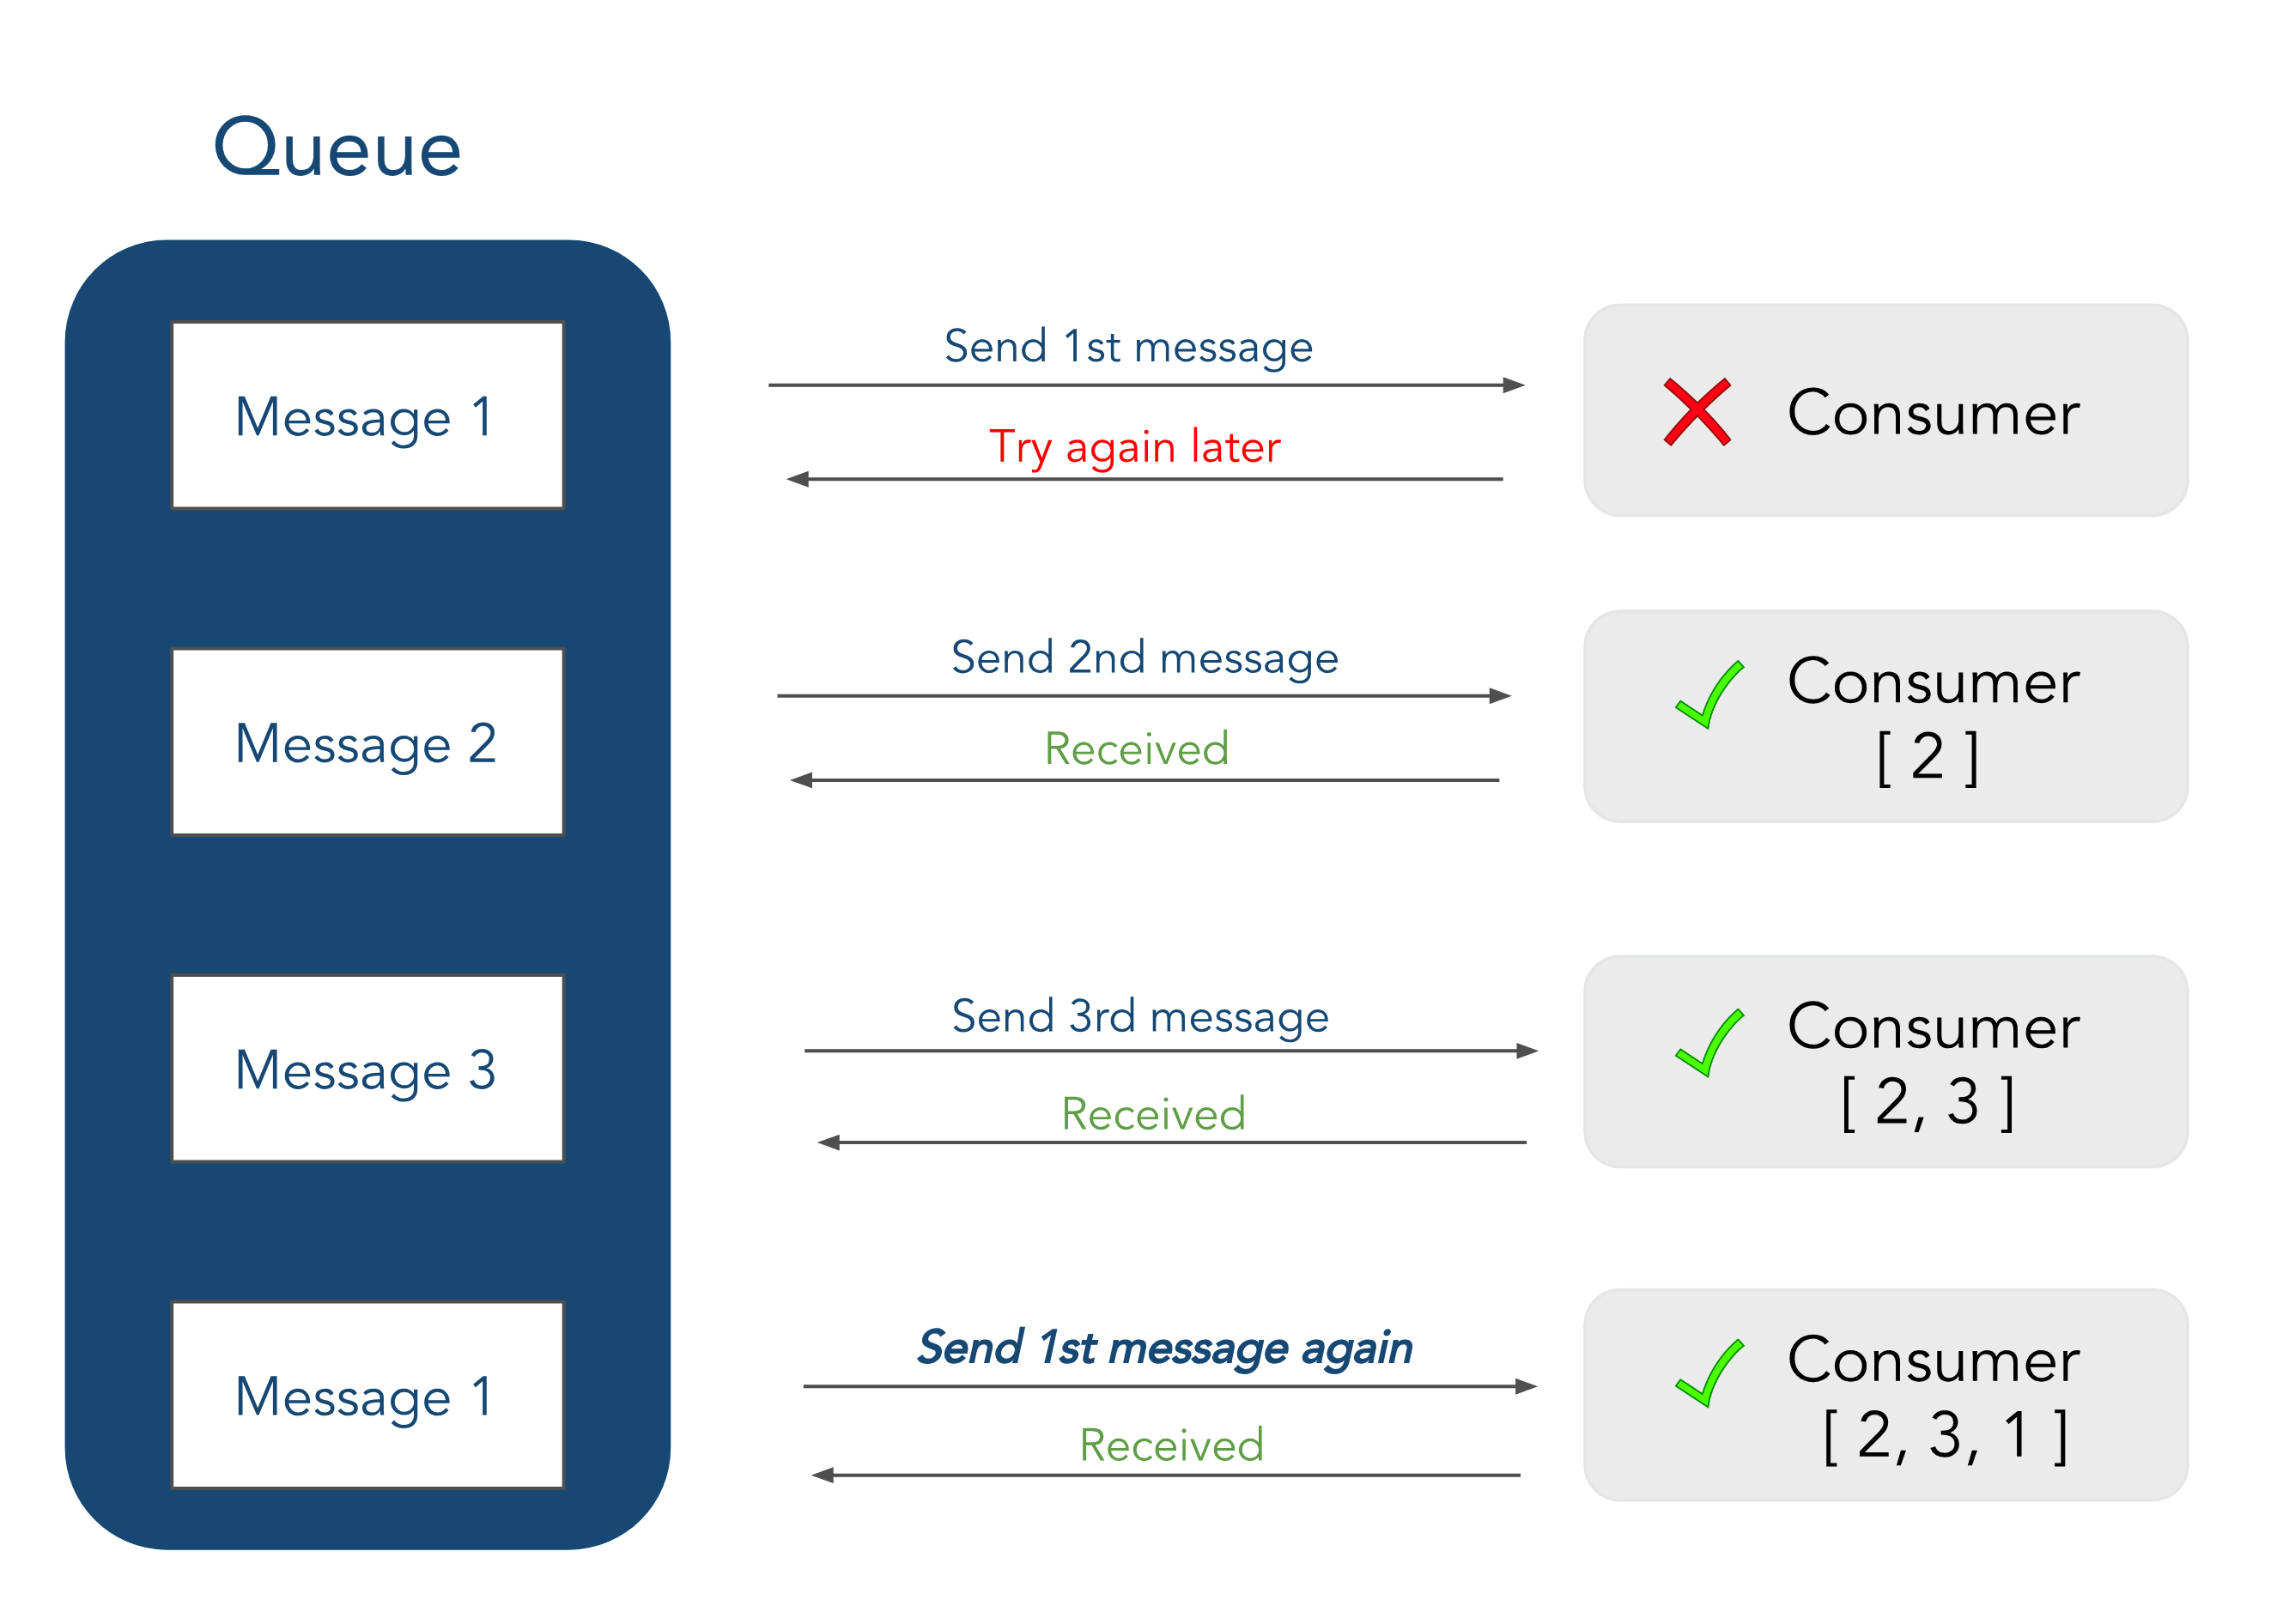 Queue
Message 1
Send 1st message
Try again later
Consumer
Message 2
Send 2nd message
Received
Consumer
[ 2 ]
Message 3
Send 3rd message
Received
Consumer
[ 2, 3 ]
Message 1
Send 1st message again
Received
Consumer
[ 2, 3, 1 ]